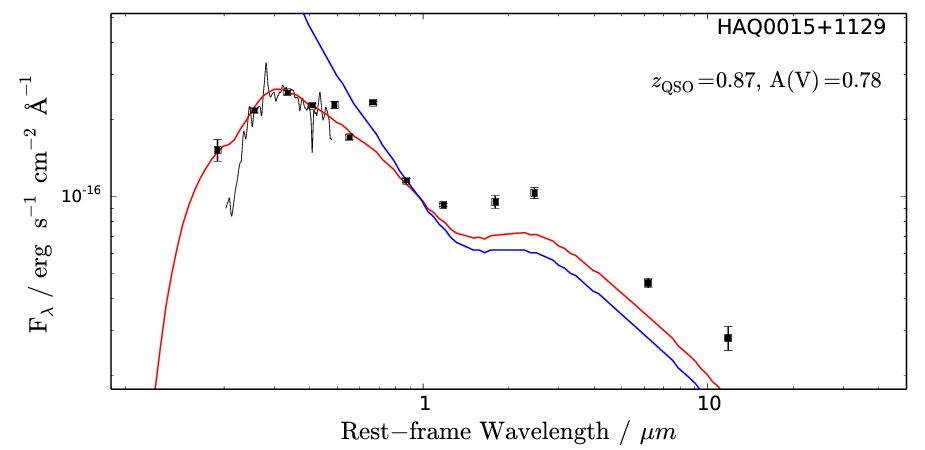 HAQ0015+1129
z_QSO=0.87, A(V)=0.78
F_λ / erg s⁻¹ cm⁻² Å⁻¹
10⁻¹⁶
1 10
Rest−frame Wavelength / μm